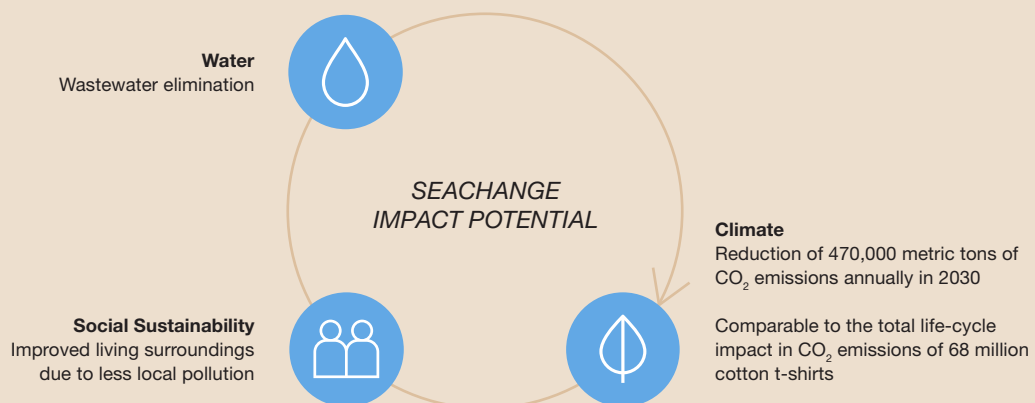 Water
Wastewater elimination
SEACHANGE
IMPACT POTENTIAL
Climate
Reduction of 470,000 metric tons of
CO₂ emissions annually in 2030
Comparable to the total life-cycle
impact in CO₂ emissions of 68 million
cotton t-shirts
Social Sustainability
Improved living surroundings
due to less local pollution